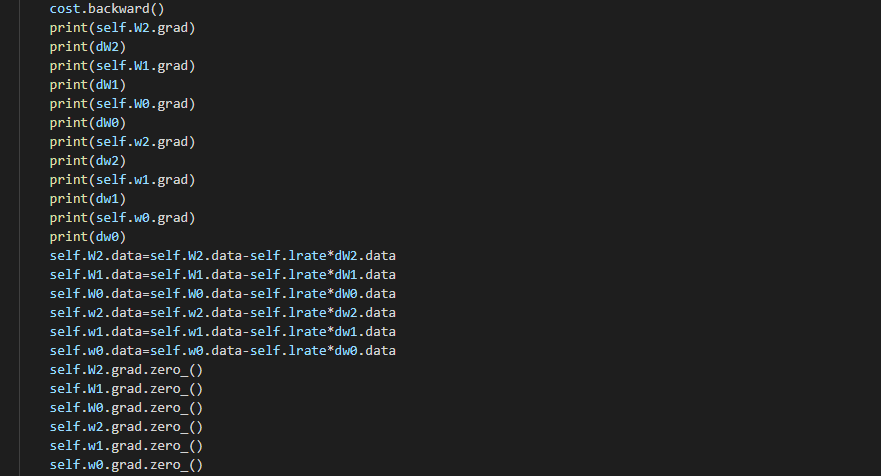 cost.backward()
print(self.W2.grad)
print(dW2)
print(self.W1.grad)
print(dW1)
print(self.W0.grad)
print(dW0)
print(self.w2.grad)
print(dw2)
print(self.w1.grad)
print(dw1)
print(self.w0.grad)
print(dw0)
self.W2.data=self.W2.data-self.lrate*dW2.data
self.W1.data=self.W1.data-self.lrate*dW1.data
self.W0.data=self.W0.data-self.lrate*dW0.data
self.w2.data=self.w2.data-self.lrate*dw2.data
self.w1.data=self.w1.data-self.lrate*dw1.data
self.w0.data=self.w0.data-self.lrate*dw0.data
self.W2.grad.zero_()
self.W1.grad.zero_()
self.W0.grad.zero_()
self.w2.grad.zero_()
self.w1.grad.zero_()
self.w0.grad.zero_()